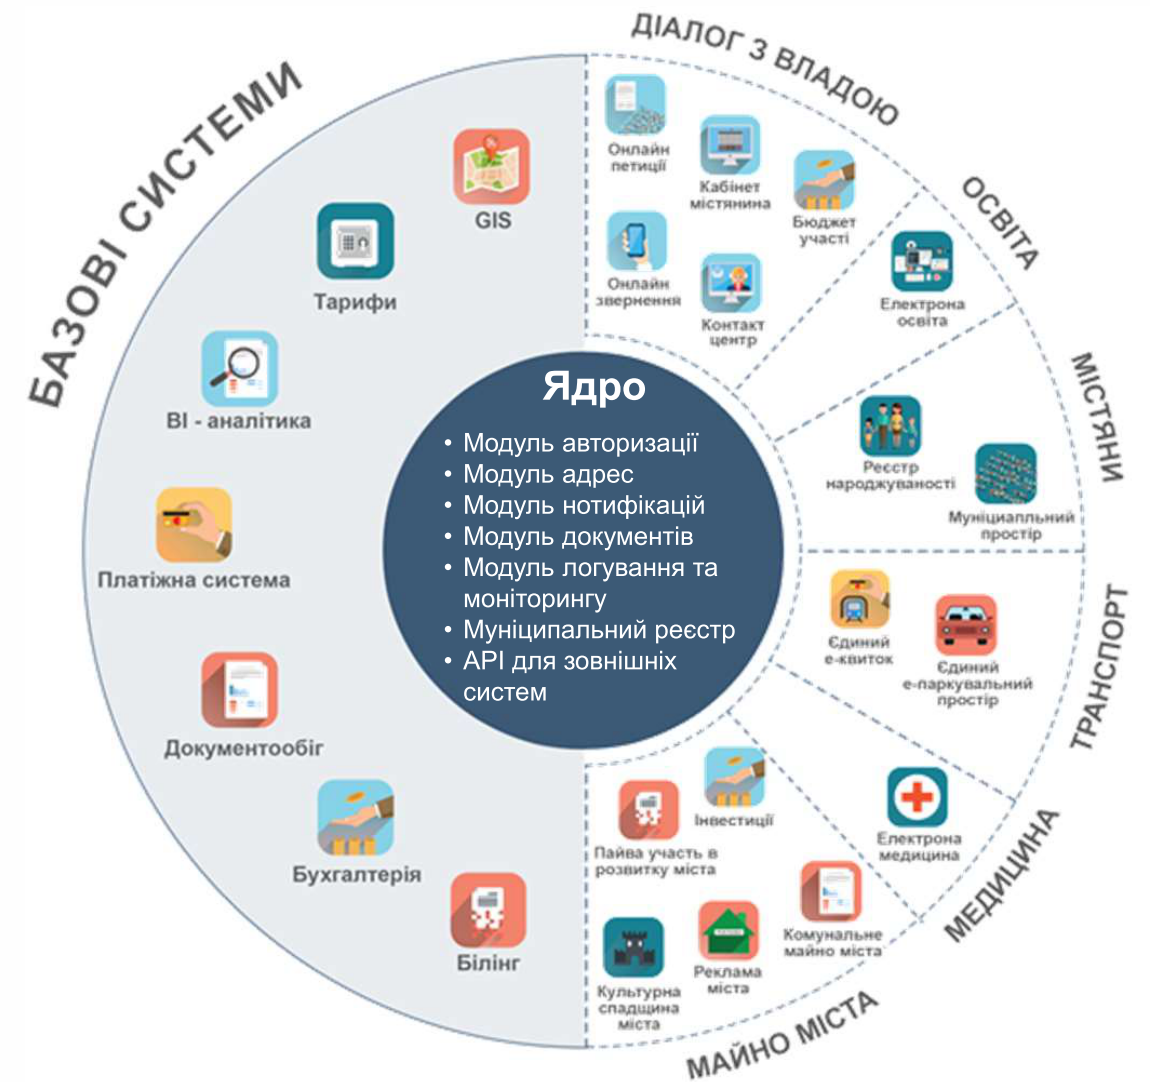 БАЗОВІ СИСТЕМИ
GIS
Тарифи
BI - аналітика
Платіжна система
Документообіг
Бухгалтерія
Білінг
Ядро
• Модуль авторизації
• Модуль адрес
• Модуль нотифікацій
• Модуль документів
• Модуль логування та
моніторингу
• Муніципальний реєстр
• API для зовнішніх
систем
ДІАЛОГ З ВЛАДОЮ
Онлайн
петиції
Кабінет
містянина
Бюджет
участі
Онлайн
звернення
Контакт
центр
ОСВІТА
Електрона
освіта
МІСТЯНИ
Реєстр
народжуваності
Муніциапльний
простір
ТРАНСПОРТ
Єдиний
е-квиток
Єдиний
е-паркувальний
простір
МЕДИЦИНА
Електрона
медицина
МАЙНО МІСТА
Інвестиції
Пайва участь в
розвитку міста
Комунальне
майно міста
Реклама
міста
Культурна
спадщина
міста